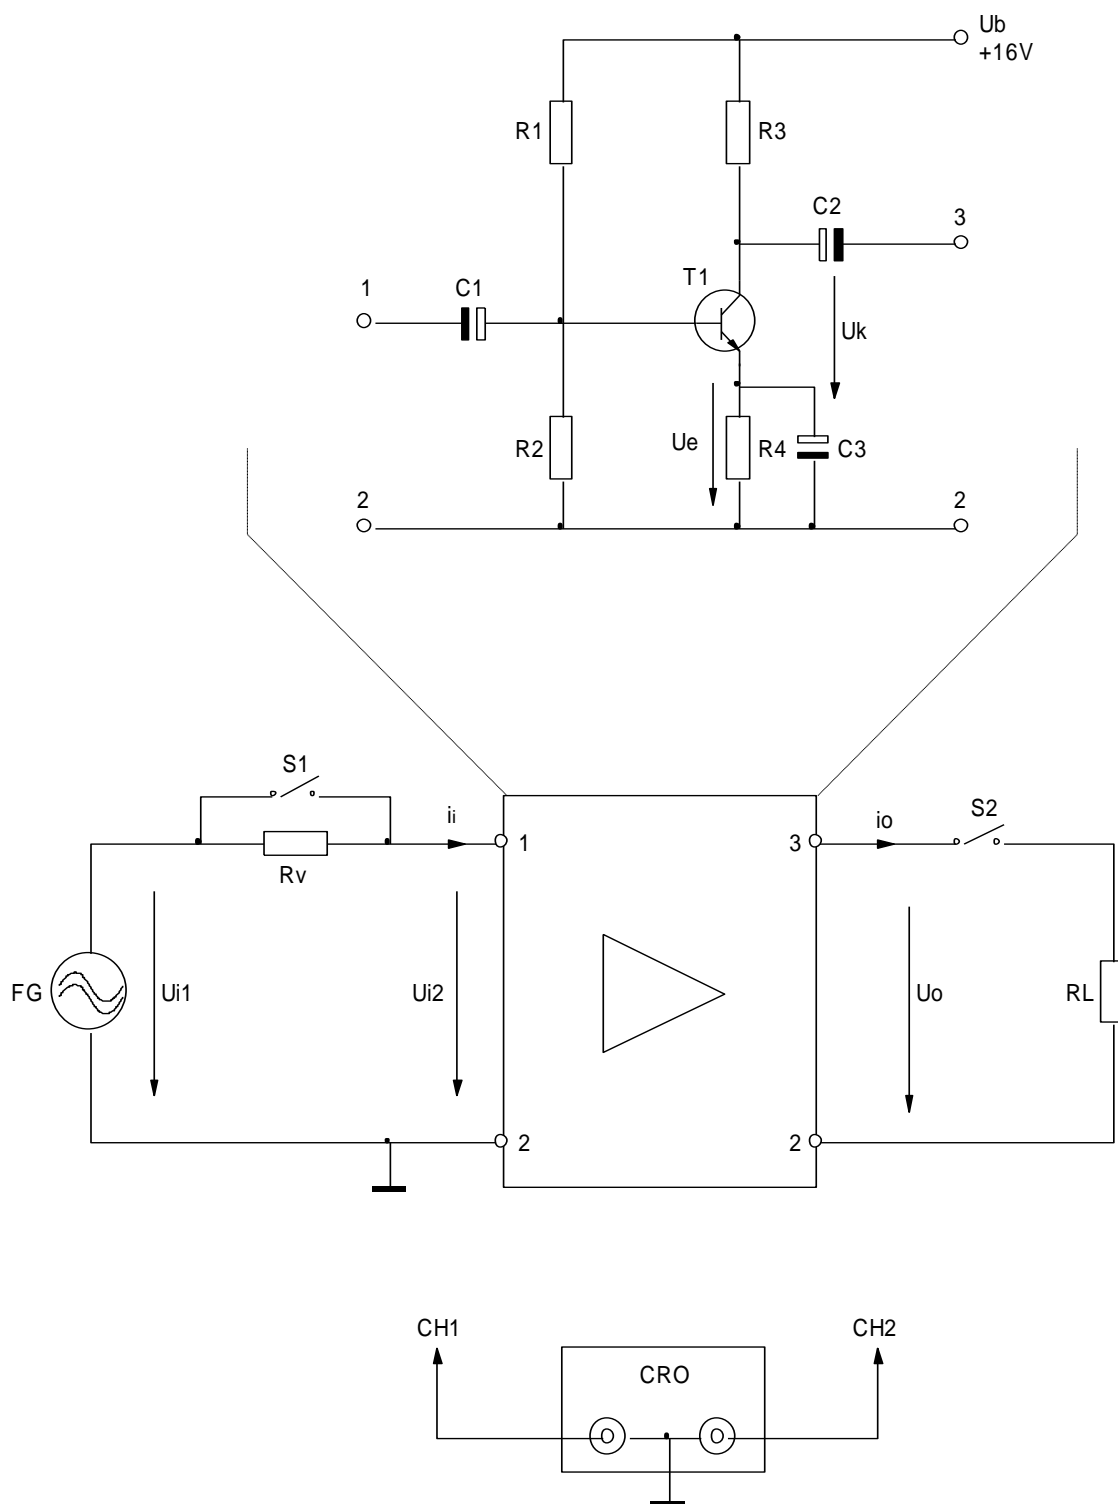 Ub
+16V
R1
R3
C2
3
T1
1
C1
Uk
R2
Ue
R4
C3
2
2
S1
ii
1
3
io
S2
Rv
FG
Ui1
Ui2
Uo
RL
2
2
CH1
CH2
CRO